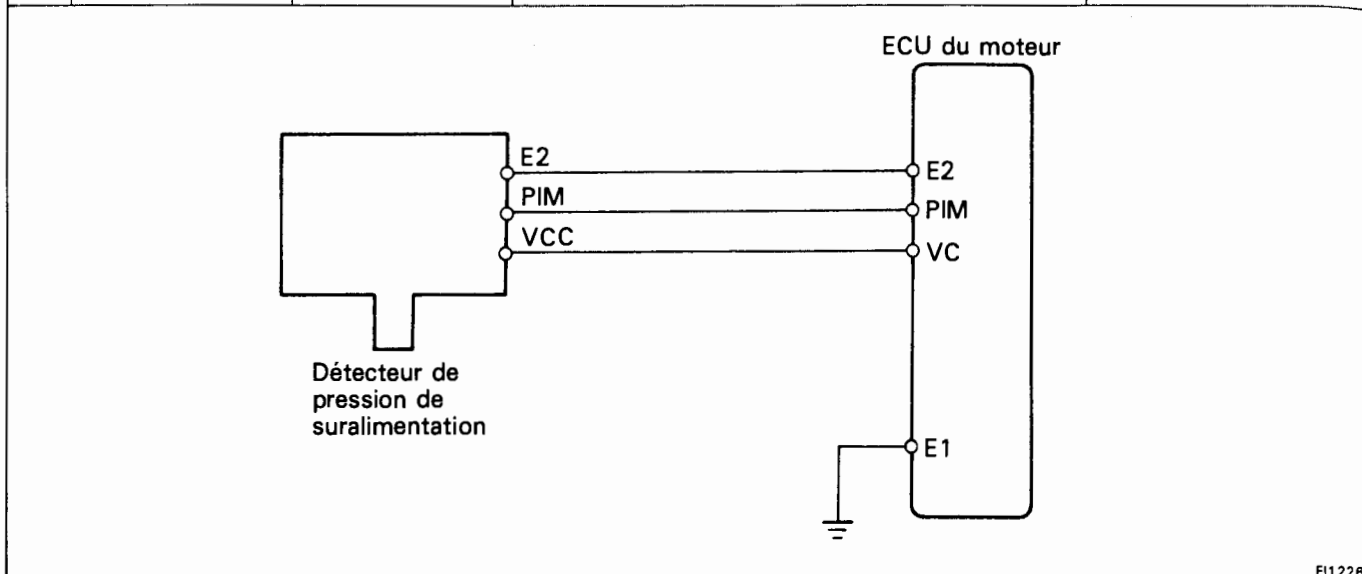 ECU du moteur
E2
PIM
VCC
E2
PIM
VC
Détecteur de
pression de
suralimentation
E1